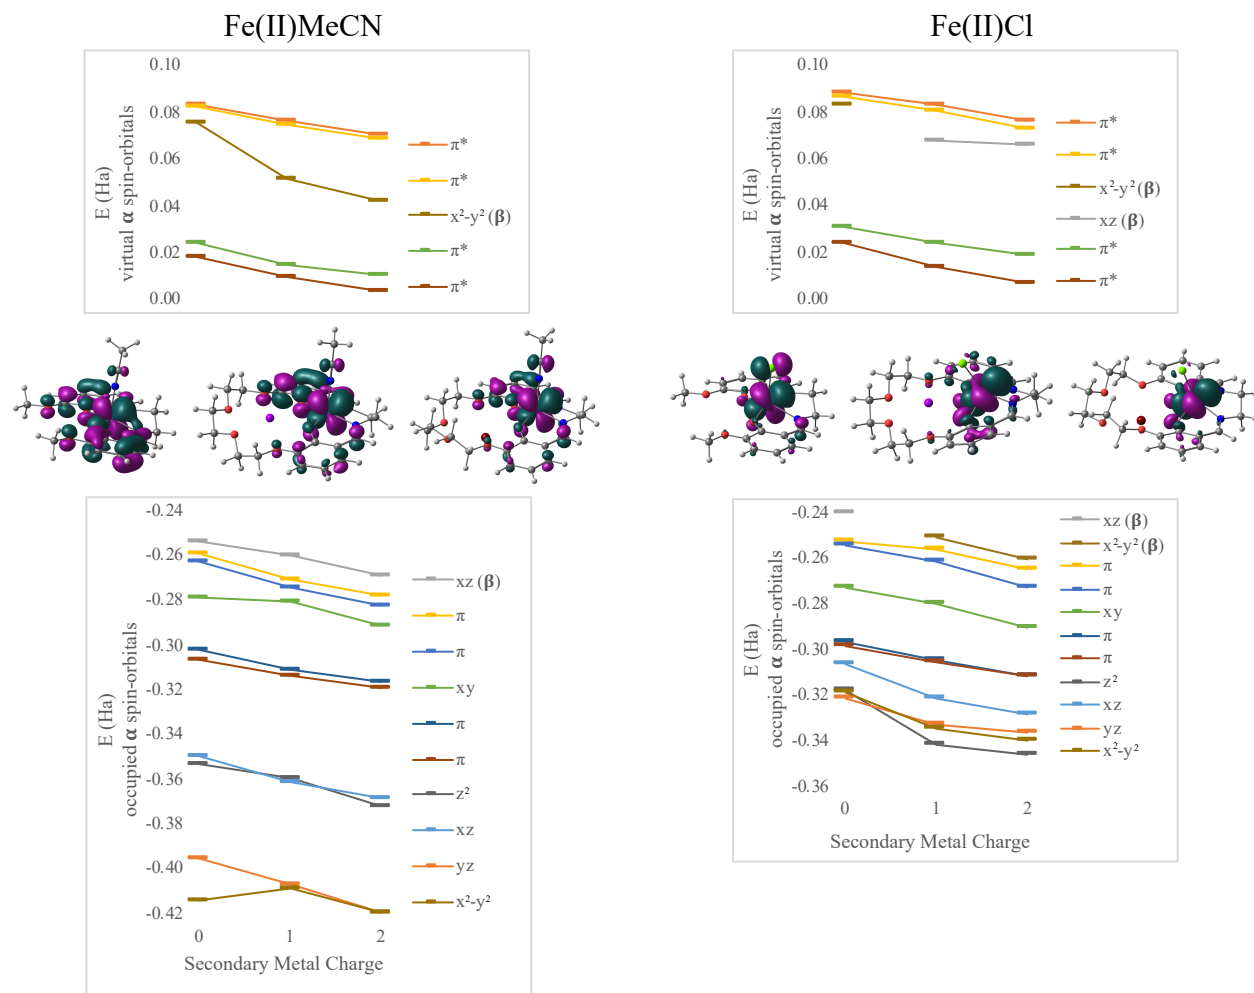 Fe(II)MeCN
E (Ha)
virtual α spin-orbitals
0.10
0.08
0.06
0.04
0.02
0.00
π*
π*
x²-y² (β)
π*
π*
E (Ha)
occupied α spin-orbitals
-0.24
-0.26
-0.28
-0.30
-0.32
-0.34
-0.36
-0.38
-0.40
-0.42
xz (β)
π
π
xy
π
π
z²
xz
yz
x²-y²
0 1 2
Secondary Metal Charge
Fe(II)Cl
E (Ha)
virtual α spin-orbitals
0.10
0.08
0.06
0.04
0.02
0.00
π*
π*
x²-y² (β)
xz (β)
π*
π*
E (Ha)
occupied α spin-orbitals
-0.24
-0.26
-0.28
-0.30
-0.32
-0.34
-0.36
xz (β)
x²-y² (β)
π
π
xy
π
π
z²
xz
yz
x²-y²
0 1 2
Secondary Metal Charge